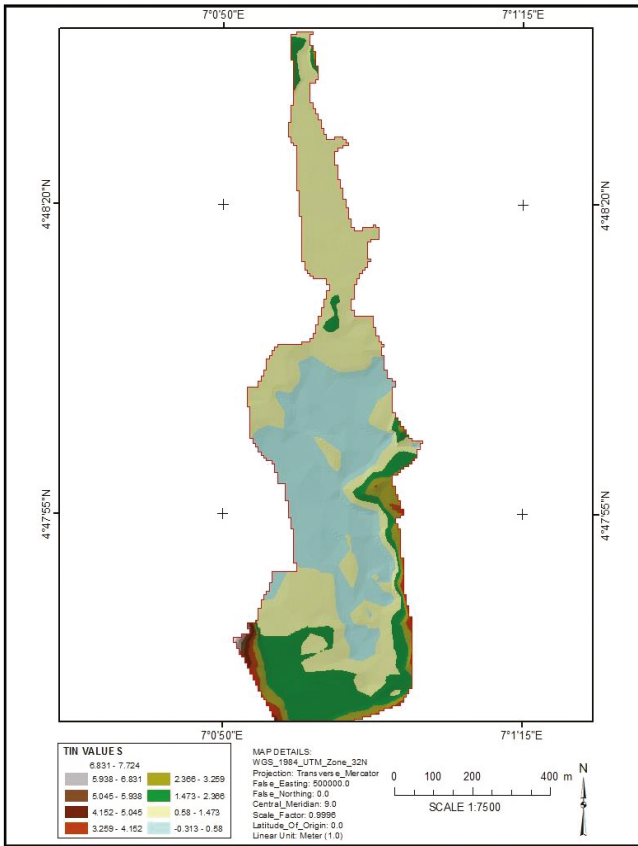 7°0'50"E 7°1'15"E
4°48'20"N 4°48'20"N
4°47'55"N 4°47'55"N
7°0'50"E 7°1'15"E
TIN VALUES
6.831 - 7.724
5.938 - 6.831 2.366 - 3.259
5.045 - 5.938 1.473 - 2.366
4.152 - 5.045 0.58 - 1.473
3.259 - 4.152 -0.313 - 0.58
MAP DETAILS:
WGS_1984_UTM_Zone_32N
Projection: Transverse_Mercator
False_Easting: 500000.0
False_Northing: 0.0
Central_Meridian: 9.0
Scale_Factor: 0.9996
Latitude_Of_Origin: 0.0
Linear Unit: Meter (1.0)
0 100 200 300 400 m
SCALE 1:7500
N